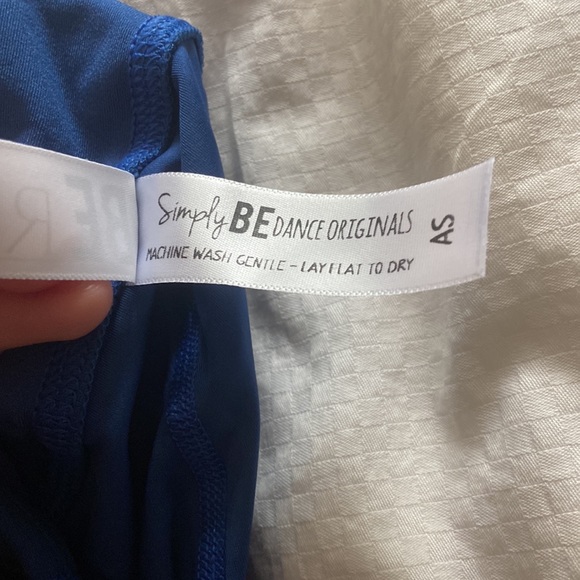 Simply BE DANCE ORIGINALS
MACHINE WASH GENTLE - LAY FLAT TO DRY
AS